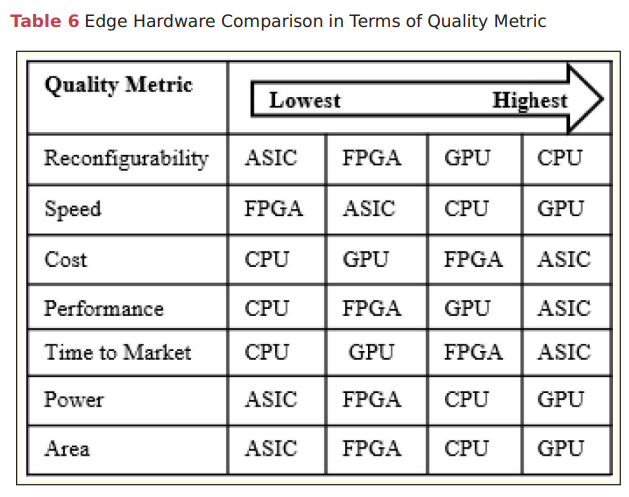 Table 6 Edge Hardware Comparison in Terms of Quality Metric
Quality Metric Lowest Highest
Reconfigurability ASIC FPGA GPU CPU
Speed FPGA ASIC CPU GPU
Cost CPU GPU FPGA ASIC
Performance CPU FPGA GPU ASIC
Time to Market CPU GPU FPGA ASIC
Power ASIC FPGA CPU GPU
Area ASIC FPGA CPU GPU